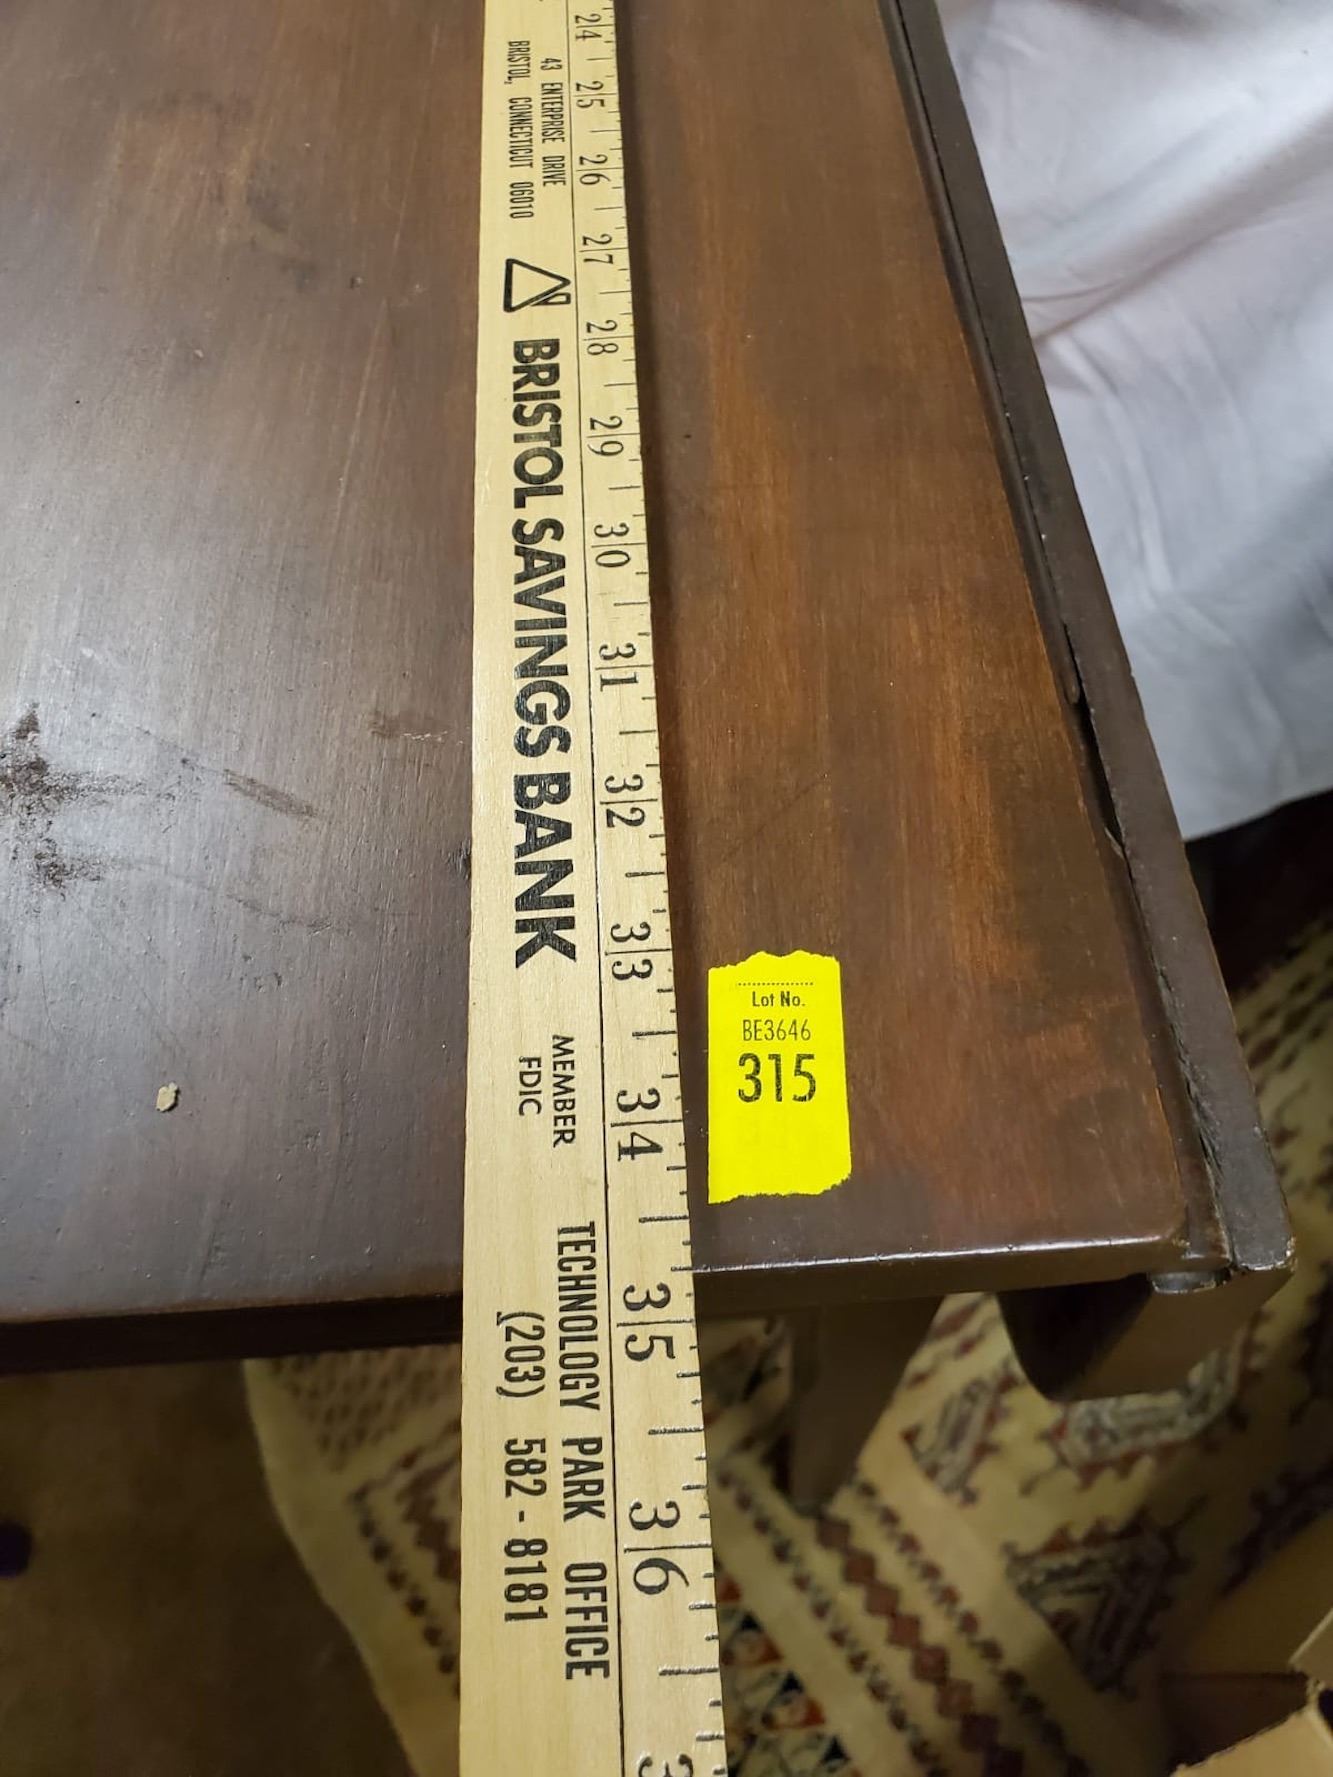 24 25 26 27 28 29 30 31 32 33 34 35 36 3
43 ENTERPRISE DRIVE
BRISTOL, CONNECTICUT 06010
BRISTOL SAVINGS BANK
MEMBER
FDIC
TECHNOLOGY PARK OFFICE
(203) 582-8181
Lot No.
BE3646
315